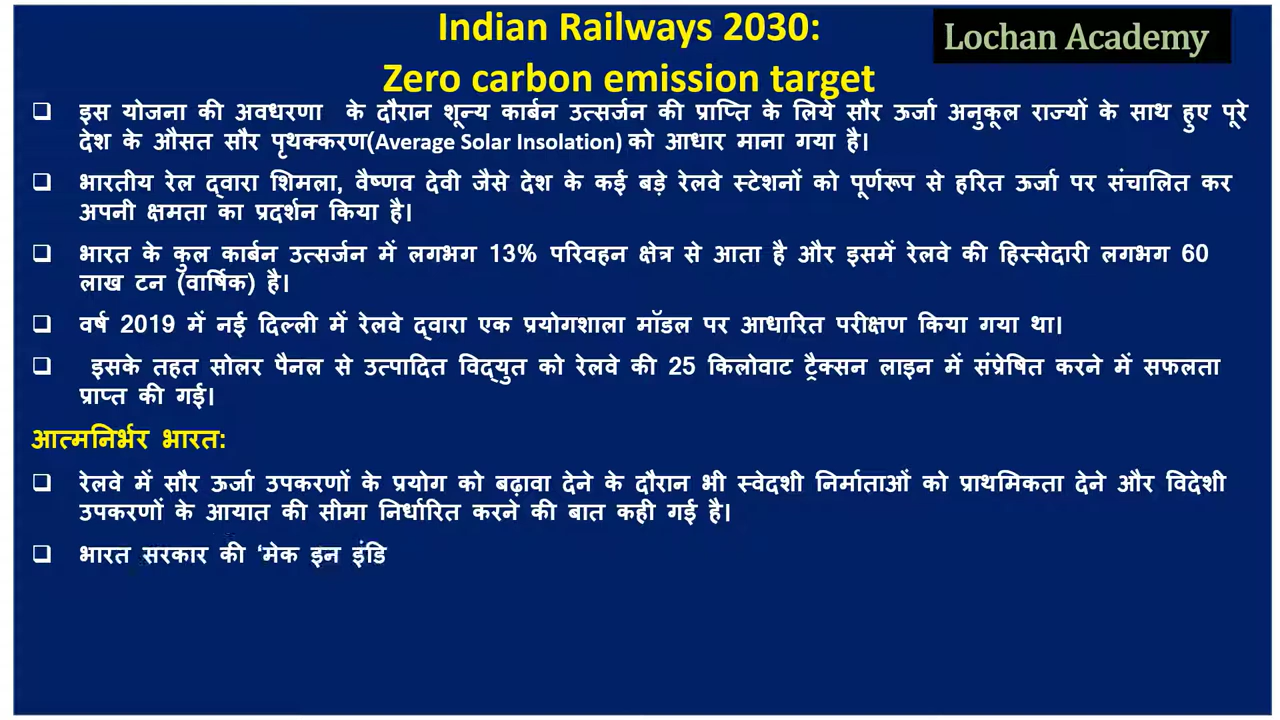 Indian Railways 2030:
Lochan Academy
Zero carbon emission target
❑ इस योजना की अवधरणा के दौरान शून्य कार्बन उत्सर्जन की प्राप्ति के लिये सौर ऊर्जा अनुकूल राज्यों के साथ हुए पूरे
देश के औसत सौर पृथक्करण(Average Solar Insolation) को आधार माना गया है।
❑ भारतीय रेल द्वारा शिमला, वैष्णव देवी जैसे देश के कई बड़े रेलवे स्टेशनों को पूर्णरूप से हरित ऊर्जा पर संचालित कर
अपनी क्षमता का प्रदर्शन किया है।
❑ भारत के कुल कार्बन उत्सर्जन में लगभग 13% परिवहन क्षेत्र से आता है और इसमें रेलवे की हिस्सेदारी लगभग 60
लाख टन (वार्षिक) है।
❑ वर्ष 2019 में नई दिल्ली में रेलवे द्वारा एक प्रयोगशाला मॉडल पर आधारित परीक्षण किया गया था।
❑ इसके तहत सोलर पैनल से उत्पादित विद्युत को रेलवे की 25 किलोवाट ट्रैक्सन लाइन में संप्रेषित करने में सफलता
प्राप्त की गई।
आत्मनिर्भर भारत:
❑ रेलवे में सौर ऊर्जा उपकरणों के प्रयोग को बढ़ावा देने के दौरान भी स्वेदशी निर्माताओं को प्राथमिकता देने और विदेशी
उपकरणों के आयात की सीमा निर्धारित करने की बात कही गई है।
❑ भारत सरकार की ‘मेक इन इंडि